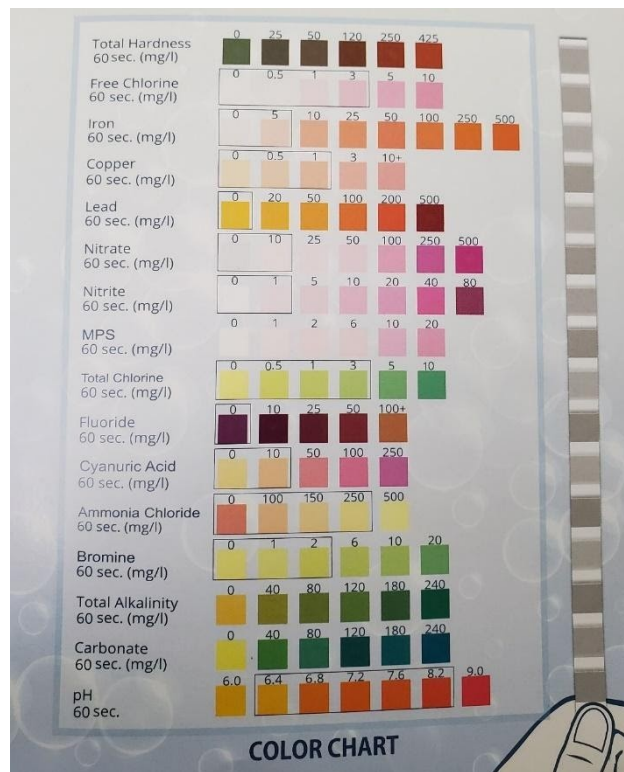 0 25 50 120 250 425
Total Hardness
60 sec. (mg/l)
0 0.5 1 3 5 10
Free Chlorine
60 sec. (mg/l)
0 5 10 25 50 100 250 500
Iron
60 sec. (mg/l)
0 0.5 1 3 10+
Copper
60 sec. (mg/l)
0 20 50 100 200 500
Lead
60 sec. (mg/l)
0 10 25 50 100 250 500
Nitrate
60 sec. (mg/l)
0 1 5 10 20 40 80
Nitrite
60 sec. (mg/l)
0 1 2 6 10 20
MPS
60 sec. (mg/l)
0 0.5 1 3 5 10
Total Chlorine
60 sec. (mg/l)
0 10 25 50 100+
Fluoride
60 sec. (mg/l)
0 10 50 100 250
Cyanuric Acid
60 sec. (mg/l)
0 100 150 250 500
Ammonia Chloride
60 sec. (mg/l)
0 1 2 6 10 20
Bromine
60 sec. (mg/l)
0 40 80 120 180 240
Total Alkalinity
60 sec. (mg/l)
0 40 80 120 180 240
Carbonate
60 sec. (mg/l)
6.0 6.4 6.8 7.2 7.6 8.2 9.0
pH
60 sec.
COLOR CHART